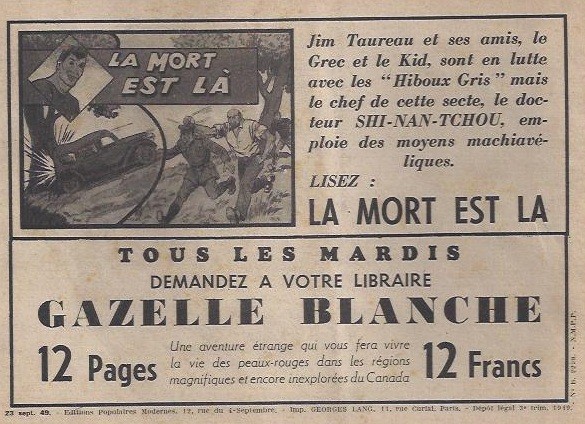 LA MORT
EST LÀ
Jim Taureau et ses amis, le
Grec et le Kid, sont en lutte
avec les "Hiboux Gris" mais
le chef de cette secte, le doc-
teur SHI-NAN-TCHOU, em-
ploie des moyens machiavé-
liques.
LISEZ :
LA MORT EST LA
TOUS LES MARDIS
DEMANDEZ A VOTRE LIBRAIRE
GAZELLE BLANCHE
12 Pages
Une aventure étrange qui vous fera vivre
la vie des peaux-rouges dans les régions
magnifiques et encore inexplorées du Canada
12 Francs
23 sept. 49. - Editions Populaires Modernes, 12, rue du 4-Septembre. - Imp. GEORGES LANG, 11, rue Curial, Paris. - Dépôt légal 3e trim. 1949.
N.M.P.P.